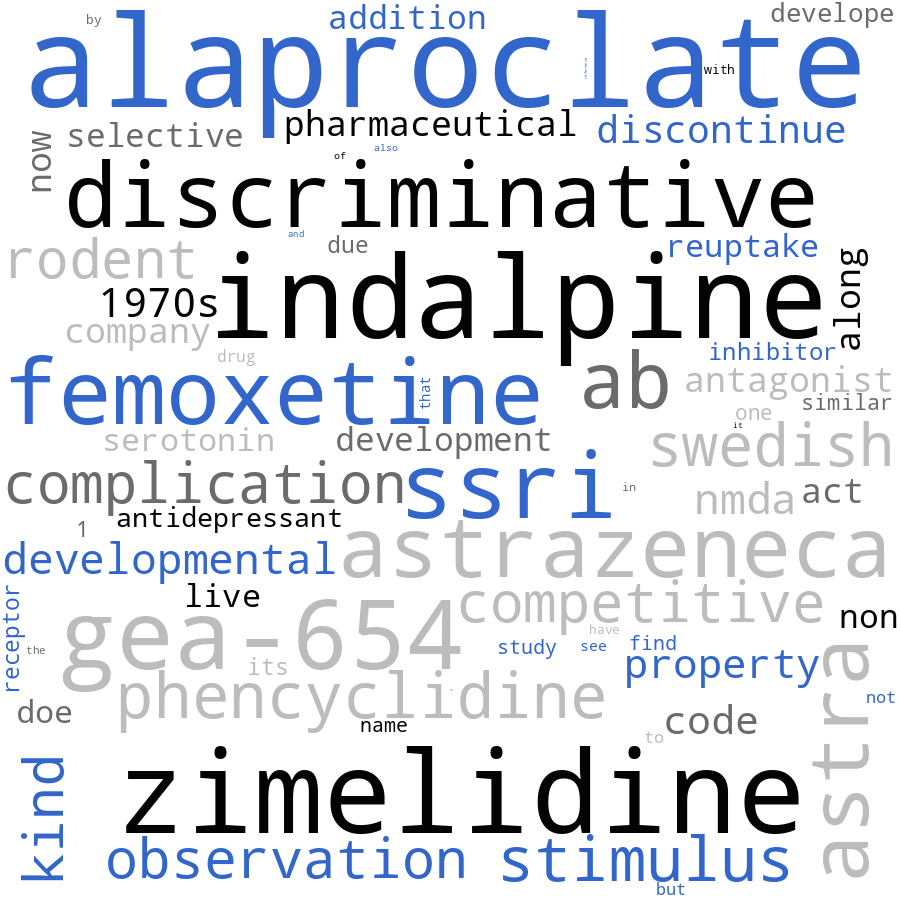 by
addition
develope
alaproclate
with
now
selective
pharmaceutical
discontinue
of
also
discriminative
and
rodent
due
reuptake
along
1970s
indalpine
company
drug
inhibitor
femoxetine
that
ab
antagonist
one
similar
it
serotonin
development
swedish
complication
ssri
in
nmda
act
1
antidepressant
developmental
astrazeneca
receptor
live
competitive
non
the
gea-654
have
its
study
see
find
property
astra
phencyclidine
not
doe
name
to
code
kind
zimelidine
observation
stimulus
but